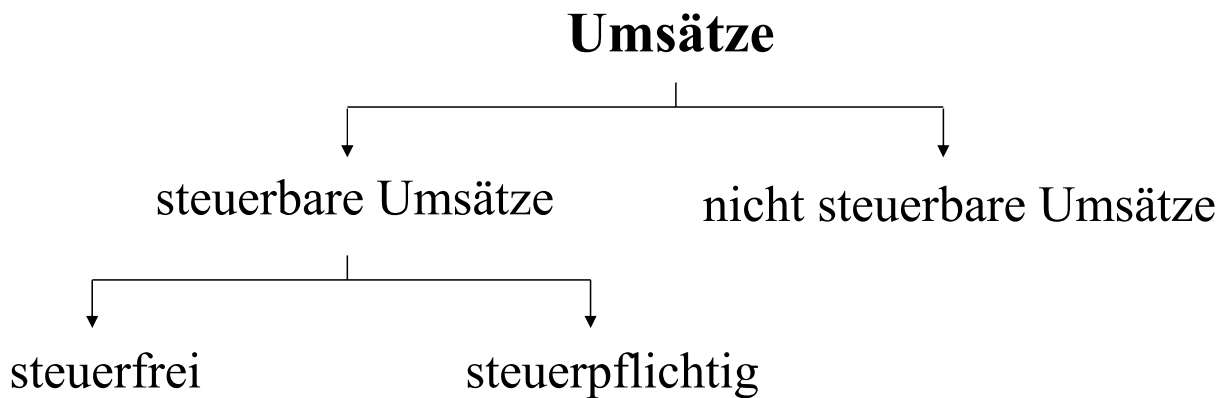 Umsätze
steuerbare Umsätze
nicht steuerbare Umsätze
steuerfrei
steuerpflichtig